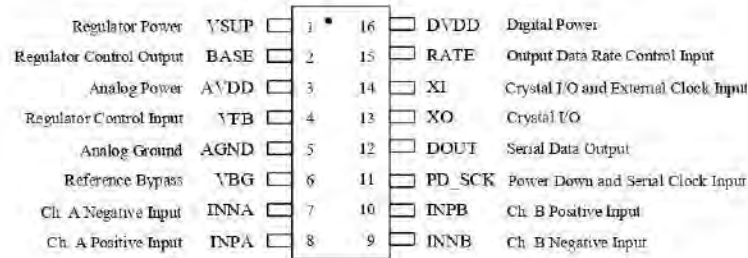 Regulator Power VSUP 1 16 DVDD Digital Power
Regulator Control Output BASE 2 15 RATE Output Data Rate Control Input
Analog Power AVDD 3 14 XI Crystal I/O and External Clock Input
Regulator Control Input VFB 4 13 XO Crystal I/O
Analog Ground AGND 5 12 DOUT Serial Data Output
Reference Bypass VBG 6 11 PD_SCK Power Down and Serial Clock Input
Ch. A Negative Input INNA 7 10 INPB Ch. B Positive Input
Ch. A Positive Input INPA 8 9 INNB Ch. B Negative Input